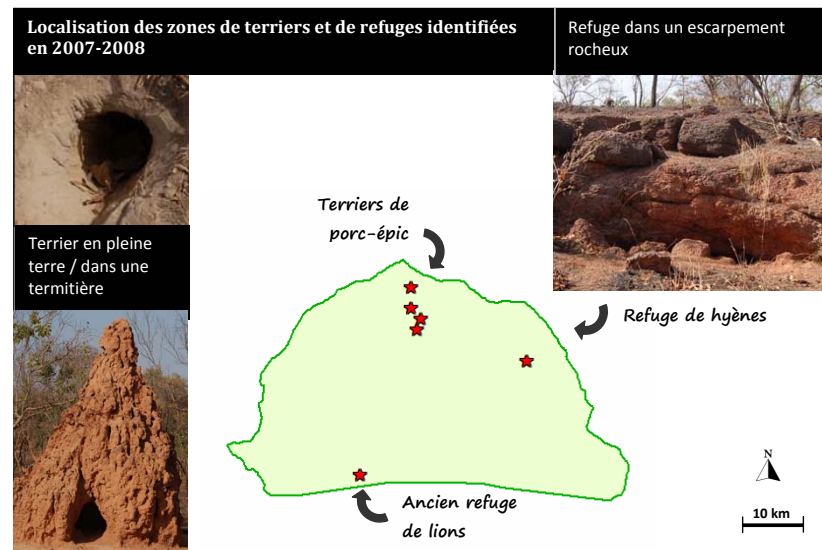 Localisation des zones de terriers et de refuges identifiées
en 2007-2008
Refuge dans un escarpement
rocheux
Terriers de
porc-épic
Terrier en pleine
terre / dans une
termitière
Refuge de hyènes
Ancien refuge
de lions
N
10 km